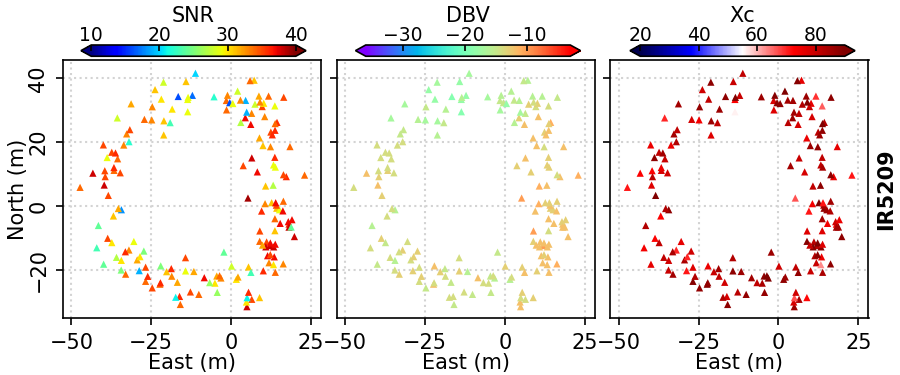 SNR DBV Xc
10 20 30 40 −30 −20 −10 20 40 60 80
40
20
0
−20
North (m)
−50 −25 0 25 −50 −25 0 25 −50 −25 0 25
East (m) East (m) East (m)
IR5209